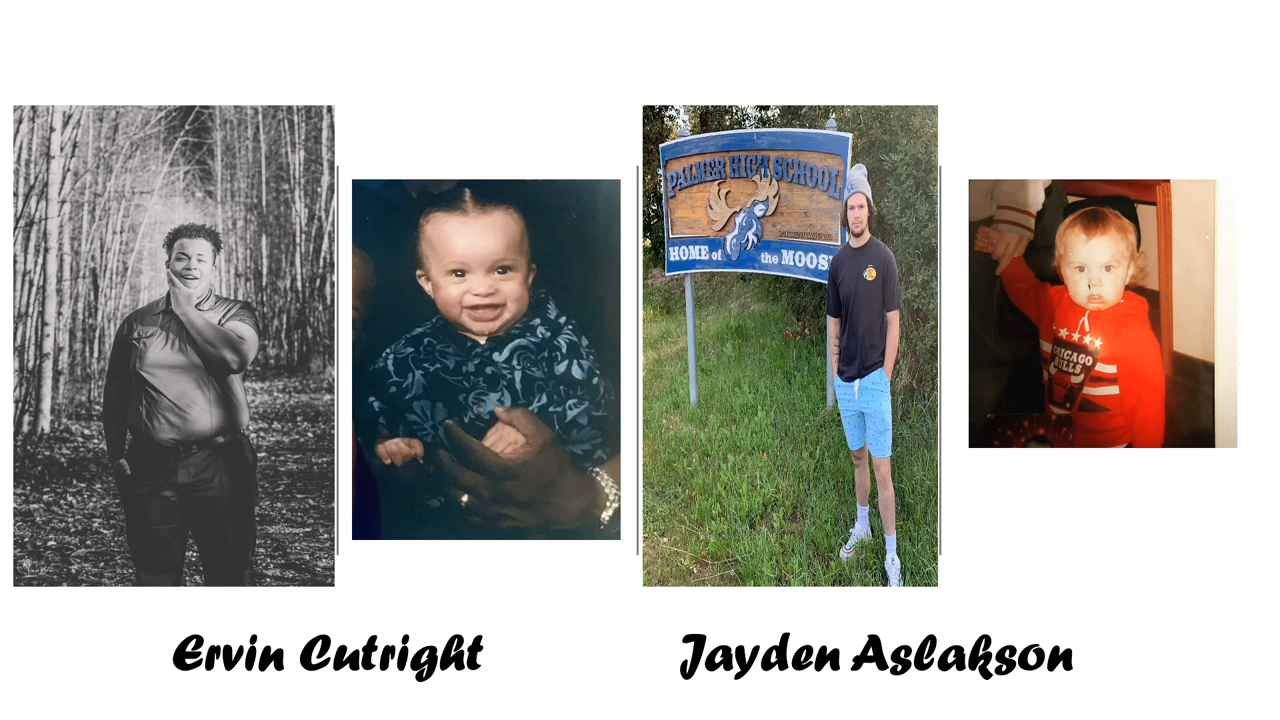 PALMER HIGH SCHOOL
HOME of the MOOSE
CHICAGO
BULLS
Ervin Cutright
Jayden Aslakson